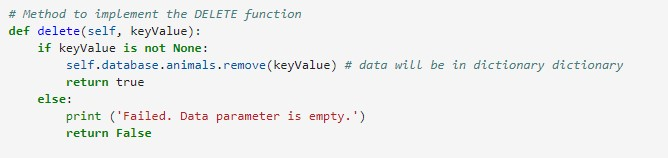 # Method to implement the DELETE function
def delete(self, keyValue):
    if keyValue is not None:
        self.database.animals.remove(keyValue) # data will be in dictionary dictionary
        return true
    else:
        print ('Failed. Data parameter is empty.')
        return False